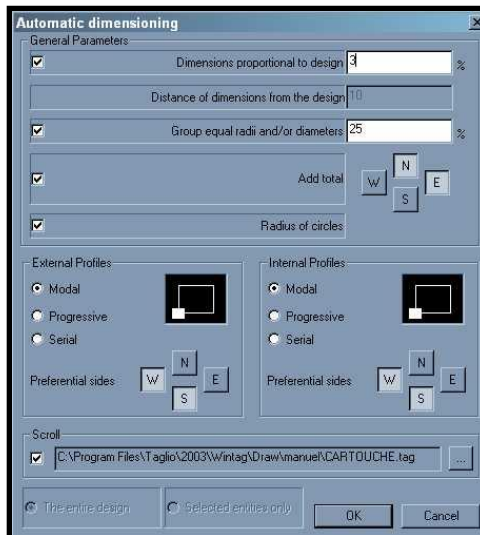 Automatic dimensioning
General Parameters
Dimensions proportional to design 3 %
Distance of dimensions from the design 10
Group equal radii and/or diameters 25 %
Add total
N
W E
S
Radius of circles
External Profiles
Modal
Progressive
Serial
Preferential sides
N
W E
S
Internal Profiles
Modal
Progressive
Serial
Preferential sides
N
W E
S
Scroll
C:\Program Files\Taglio\2003\Wintag\Draw\manuel\CARTOUCHE.tag ...
The entire design Selected entities only OK Cancel